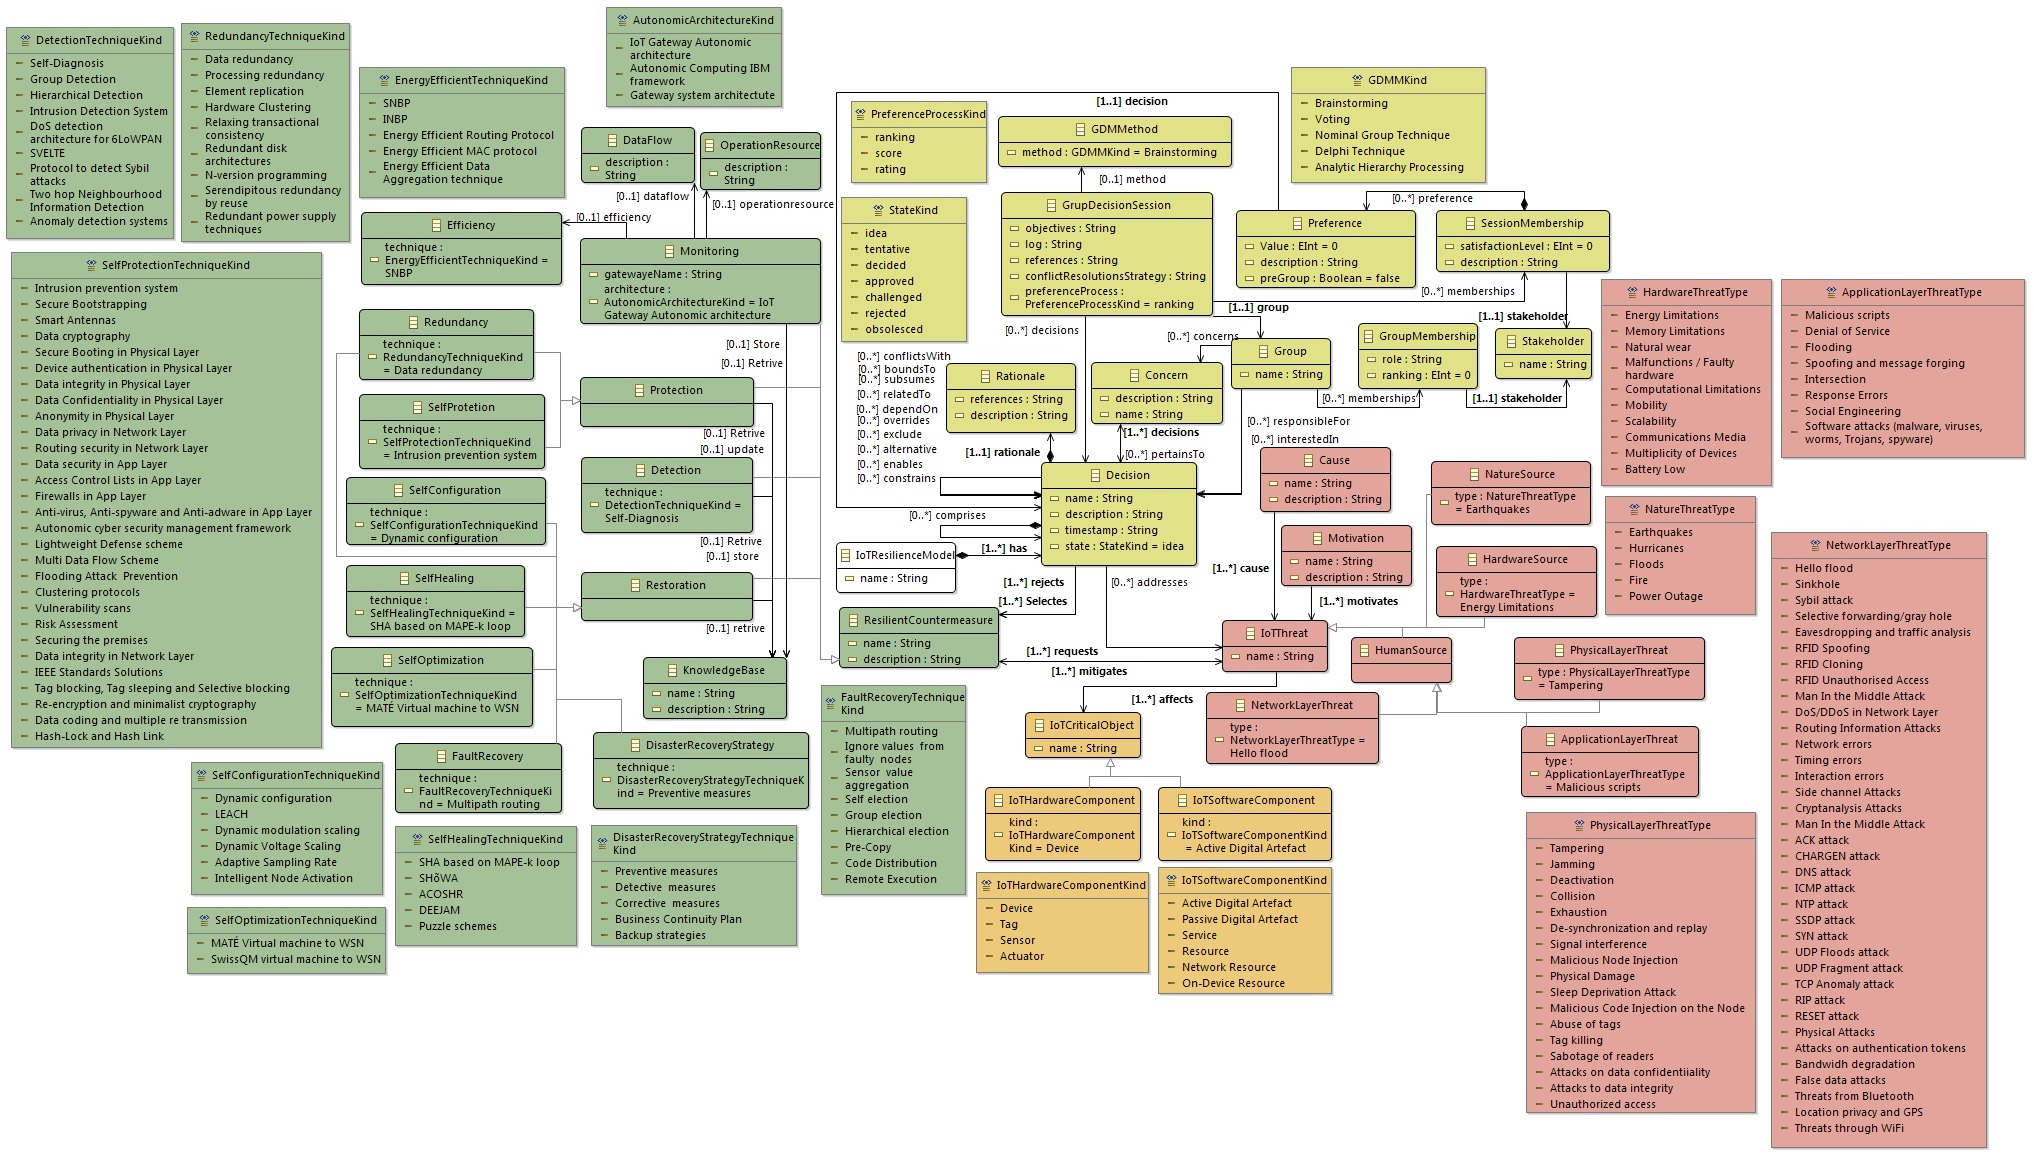 DetectionTechniqueKind
Self-Diagnosis
Group Detection
Hierarchical Detection
Intrusion Detection System
DoS detection
architecture for 6LoWPAN
SVELTE
Protocol to detect Sybil
attacks
Two hop Neighbourhood
Information Detection
Anomaly detection systems
RedundancyTechniqueKind
Data redundancy
Processing redundancy
Element replication
Hardware Clustering
Relaxing transactional
consistency
Redundant disk
architectures
N-version programming
Serendipitous redundancy
by reuse
Redundant power supply
techniques
EnergyEfficientTechniqueKind
SNBP
INBP
Energy Efficient Routing Protocol
Energy Efficient MAC protocol
Energy Efficient Data
Aggregation technique
AutonomicArchitectureKind
IoT Gateway Autonomic
architecture
Autonomic Computing IBM
framework
Gateway system architectute
DataFlow
description :
String
OperationResource
description :
String
[0..1] dataflow
[0..1] operationresource
[0..1] efficiency
Efficiency
technique :
EnergyEfficientTechniqueKind =
SNBP
Monitoring
gatewayeName : String
architecture :
AutonomicArchitectureKind = IoT
Gateway Autonomic architecture
SelfProtectionTechniqueKind
Intrusion prevention system
Secure Bootstrapping
Smart Antennas
Data cryptography
Secure Booting in Physical Layer
Device authentication in Physical Layer
Data integrity in Physical Layer
Data Confidentiality in Physical Layer
Anonymity in Physical Layer
Data privacy in Network Layer
Routing security in Network Layer
Data security in App Layer
Access Control Lists in App Layer
Firewalls in App Layer
Anti-virus, Anti-spyware and Anti-adware in App Layer
Autonomic cyber security management framework
Lightweight Defense scheme
Multi Data Flow Scheme
Flooding Attack  Prevention
Clustering protocols
Vulnerability scans
Risk Assessment
Securing the premises
Data integrity in Network Layer
IEEE Standards Solutions
Tag blocking, Tag sleeping and Selective blocking
Re-encryption and minimalist cryptography
Data coding and multiple re transmission
Hash-Lock and Hash Link
Redundancy
technique :
RedundancyTechniqueKind
= Data redundancy
SelfProtetion
technique :
SelfProtectionTechniqueKind
= Intrusion prevention system
SelfConfiguration
technique :
SelfConfigurationTechniqueKind
= Dynamic configuration
SelfHealing
technique :
SelfHealingTechniqueKind =
SHA based on MAPE-k loop
SelfOptimization
technique :
SelfOptimizationTechniqueKind
= MATÉ Virtual machine to WSN
FaultRecovery
technique :
FaultRecoveryTechniqueKi
nd = Multipath routing
[0..1] Store
[0..1] Retrive
Protection
[0..1] Retrive
[0..1] update
Detection
technique :
DetectionTechniqueKind =
Self-Diagnosis
[0..1] Retrive
[0..1] store
Restoration
[0..1] retrive
KnowledgeBase
name : String
description : String
DisasterRecoveryStrategy
technique :
DisasterRecoveryStrategyTechniqueK
ind = Preventive measures
SelfConfigurationTechniqueKind
Dynamic configuration
LEACH
Dynamic modulation scaling
Dynamic Voltage Scaling
Adaptive Sampling Rate
Intelligent Node Activation
SelfOptimizationTechniqueKind
MATÉ Virtual machine to WSN
SwissQM virtual machine to WSN
SelfHealingTechniqueKind
SHA based on MAPE-k loop
SHõWA
ACOSHR
DEEJAM
Puzzle schemes
DisasterRecoveryStrategyTechnique
Kind
Preventive measures
Detective  measures
Corrective  measures
Business Continuity Plan
Backup strategies
FaultRecoveryTechnique
Kind
Multipath routing
Ignore values from
faulty nodes
Sensor value
aggregation
Self election
Group election
Hierarchical election
Pre-Copy
Code Distribution
Remote Execution
[1..1] decision
PreferenceProcessKind
ranking
score
rating
GDMMethod
method : GDMMKind = Brainstorming
[0..1] method
GDMMKind
Brainstorming
Voting
Nominal Group Technique
Delphi Technique
Analytic Hierarchy Processing
StateKind
idea
tentative
decided
approved
challenged
rejected
obsolesced
GrupDecisionSession
objectives : String
log : String
references : String
conflictResolutionsStrategy : String
preferenceProcess :
PreferenceProcessKind = ranking
[0..*] preference
Preference
Value : EInt = 0
description : String
preGroup : Boolean = false
SessionMembership
satisfactionLevel : EInt = 0
description : String
[0..*] memberships
[1..1] group
[1..1] stakeholder
[0..*] decisions
[0..*] concerns
Group
name : String
GroupMembership
role : String
ranking : EInt = 0
Stakeholder
name : String
[0..*] memberships
[1..1] stakeholder
[0..*] conflictsWith
[0..*] boundsTo
[0..*] subsumes
[0..*] relatedTo
[0..*] dependOn
[0..*] overrides
[0..*] exclude
[0..*] alternative
[0..*] enables
[0..*] constrains
Rationale
references : String
description : String
Concern
description : String
name : String
[1..*] decisions
[1..1] rationale
[0..*] pertainsTo
[0..*] responsibleFor
[0..*] interestedIn
Decision
name : String
description : String
timestamp : String
state : StateKind = idea
[0..*] comprises
IoTResilienceModel
name : String
[1..*] has
[1..*] rejects
[1..*] Selectes
[0..*] addresses
ResilientCountermeasure
name : String
description : String
[1..*] requests
[1..*] mitigates
Cause
name : String
description : String
Motivation
name : String
description : String
[1..*] cause
[1..*] motivates
IoTThreat
name : String
[1..*] affects
IoTCriticalObject
name : String
IoTHardwareComponent
kind :
IoTHardwareComponent
Kind = Device
IoTSoftwareComponent
kind :
IoTSoftwareComponentKind
= Active Digital Artefact
IoTHardwareComponentKind
Device
Tag
Sensor
Actuator
IoTSoftwareComponentKind
Active Digital Artefact
Passive Digital Artefact
Service
Resource
Network Resource
On-Device Resource
HardwareThreatType
Energy Limitations
Memory Limitations
Natural wear
Malfunctions / Faulty
hardware
Computational Limitations
Mobility
Scalability
Communications Media
Multiplicity of Devices
Battery Low
ApplicationLayerThreatType
Malicious scripts
Denial of Service
Flooding
Spoofing and message forging
Intersection
Response Errors
Social Engineering
Software attacks (malware, viruses,
worms, Trojans, spyware)
NatureSource
type : NatureThreatType
= Earthquakes
NatureThreatType
Earthquakes
Hurricanes
Floods
Fire
Power Outage
HardwareSource
type :
HardwareThreatType =
Energy Limitations
HumanSource
PhysicalLayerThreat
type : PhysicalLayerThreatType
= Tampering
NetworkLayerThreat
type :
NetworkLayerThreatType =
Hello flood
ApplicationLayerThreat
type :
ApplicationLayerThreatType
= Malicious scripts
PhysicalLayerThreatType
Tampering
Jamming
Deactivation
Collision
Exhaustion
De-synchronization and replay
Signal interference
Malicious Node Injection
Physical Damage
Sleep Deprivation Attack
Malicious Code Injection on the Node
Abuse of tags
Tag killing
Sabotage of readers
Attacks on data confidentiiality
Attacks to data integrity
Unauthorized access
NetworkLayerThreatType
Hello flood
Sinkhole
Sybil attack
Selective forwarding/gray hole
Eavesdropping and traffic analysis
RFID Spoofing
RFID Cloning
RFID Unauthorised Access
Man In the Middle Attack
DoS/DDoS in Network Layer
Routing Information Attacks
Network errors
Timing errors
Interaction errors
Side channel Attacks
Cryptanalysis Attacks
Man In the Middle Attack
ACK attack
CHARGEN attack
DNS attack
ICMP attack
NTP attack
SSDP attack
SYN attack
UDP Floods attack
UDP Fragment attack
TCP Anomaly attack
RIP attack
RESET attack
Physical Attacks
Attacks on authentication tokens
Bandwidh degradation
False data attacks
Threats from Bluetooth
Location privacy and GPS
Threats through WiFi